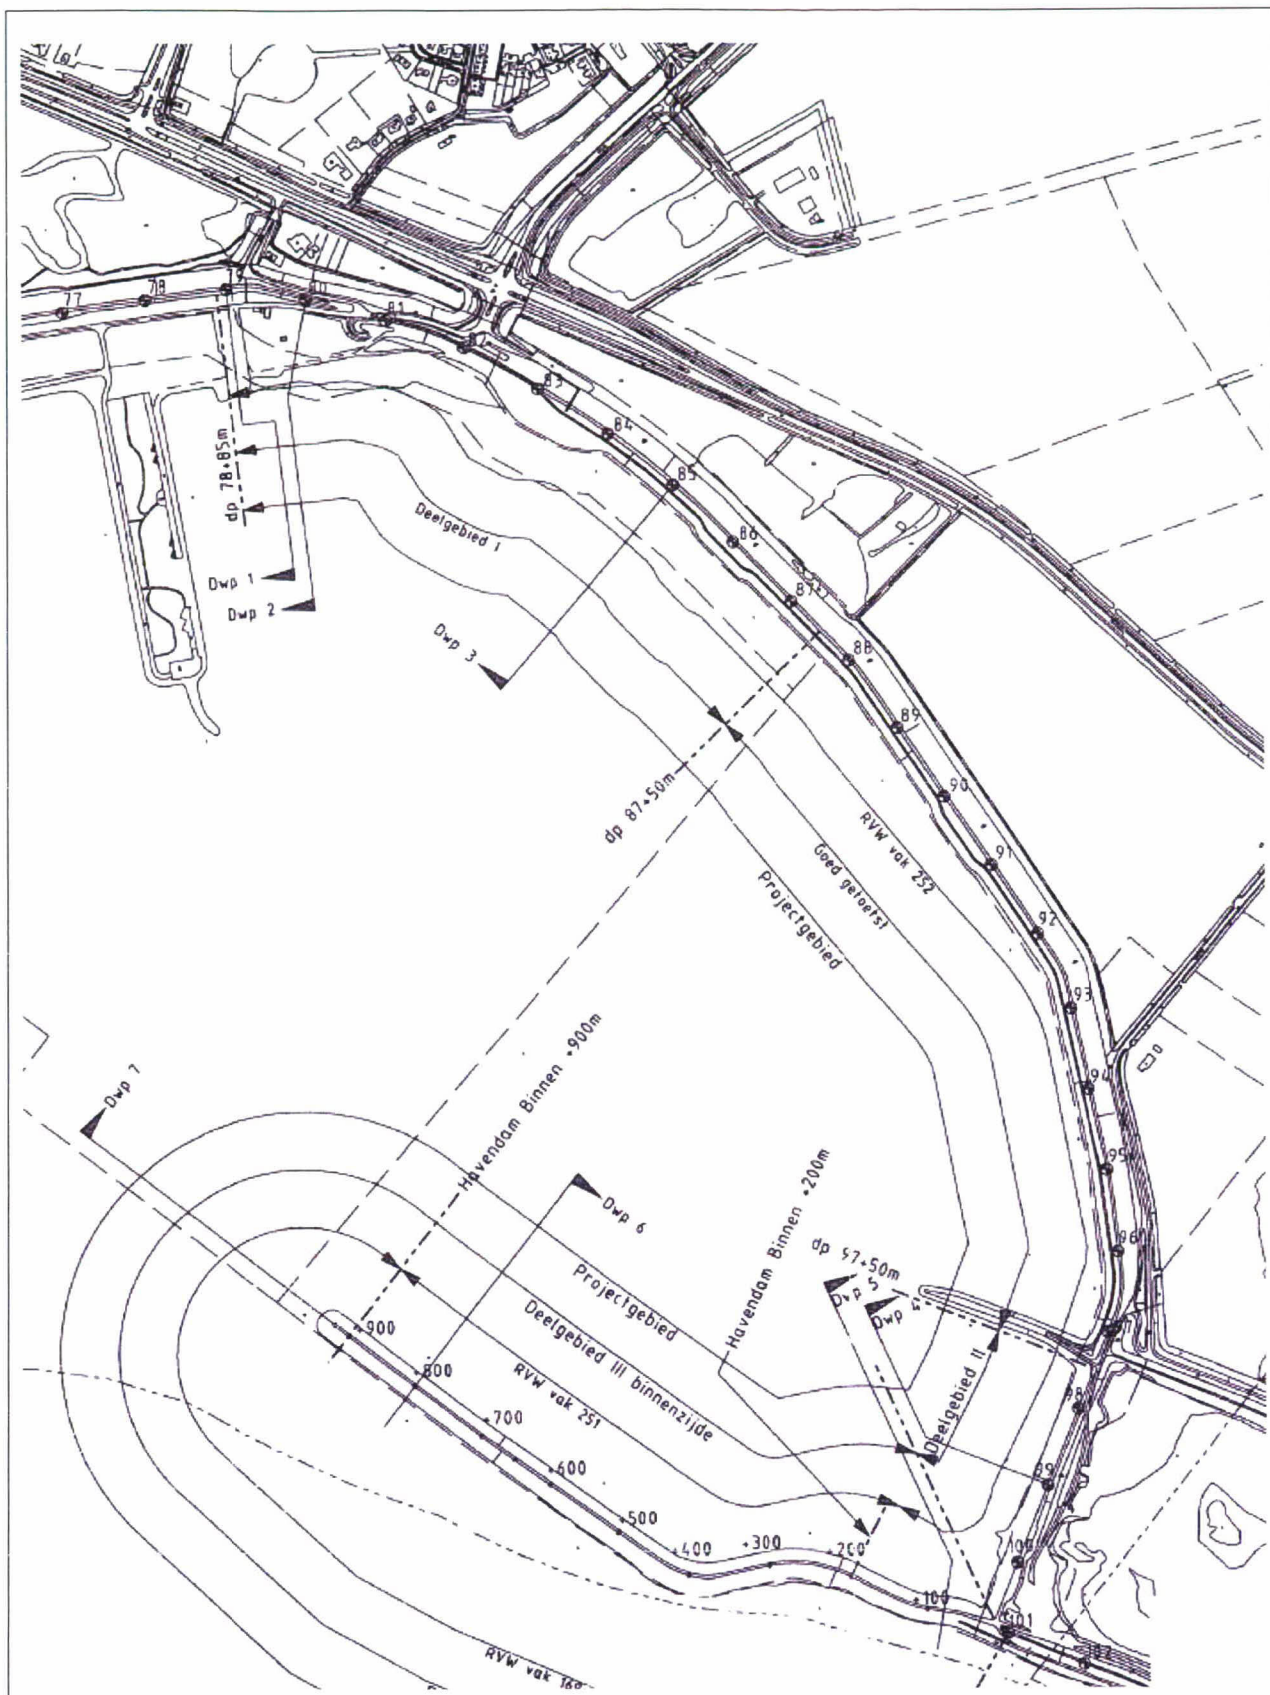 77
78
79
80
81
83
84
85
86
87
88
89
90
91
92
93
94
95
96
98
99
101
102
dp 78+85m
Deelgebied I
Dwp 1
Dwp 2
Dwp 3
dp 87+50m
RVW vak 252
Goed getoetst
Projectgebied
Dwp 7
Havendam Binnen +900m
Dwp 6
Havendam Binnen +200m
dp 97+50m
Dwp 5
Dwp 4
Deelgebied II
Projectgebied
Deelgebied III binnenzijde
RVW vak 251
+900
+800
+700
+600
+500
+400
+300
+200
+100